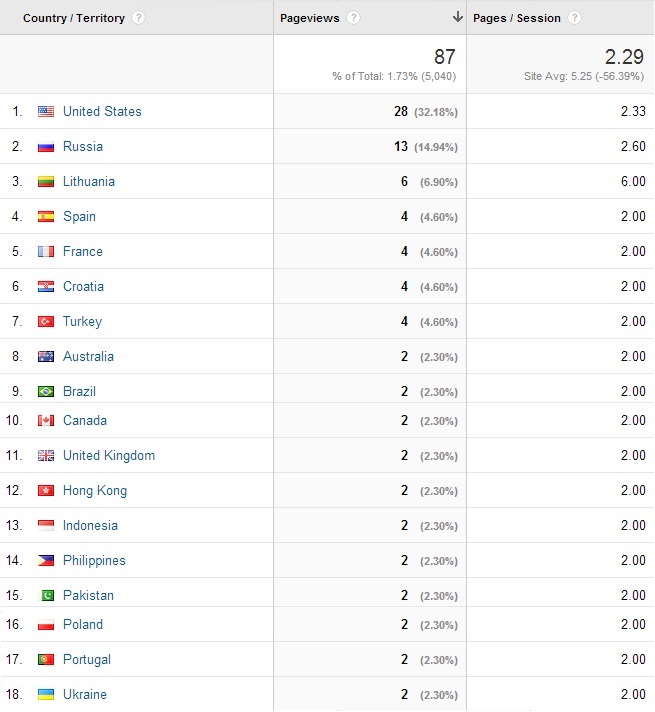 Country / Territory ? Pageviews ? Pages / Session ?
87 2.29
% of Total: 1.73% (5,040) Site Avg: 5.25 (-56.39%)
1. United States 28 (32.18%) 2.33
2. Russia 13 (14.94%) 2.60
3. Lithuania 6 (6.90%) 6.00
4. Spain 4 (4.60%) 2.00
5. France 4 (4.60%) 2.00
6. Croatia 4 (4.60%) 2.00
7. Turkey 4 (4.60%) 2.00
8. Australia 2 (2.30%) 2.00
9. Brazil 2 (2.30%) 2.00
10. Canada 2 (2.30%) 2.00
11. United Kingdom 2 (2.30%) 2.00
12. Hong Kong 2 (2.30%) 2.00
13. Indonesia 2 (2.30%) 2.00
14. Philippines 2 (2.30%) 2.00
15. Pakistan 2 (2.30%) 2.00
16. Poland 2 (2.30%) 2.00
17. Portugal 2 (2.30%) 2.00
18. Ukraine 2 (2.30%) 2.00